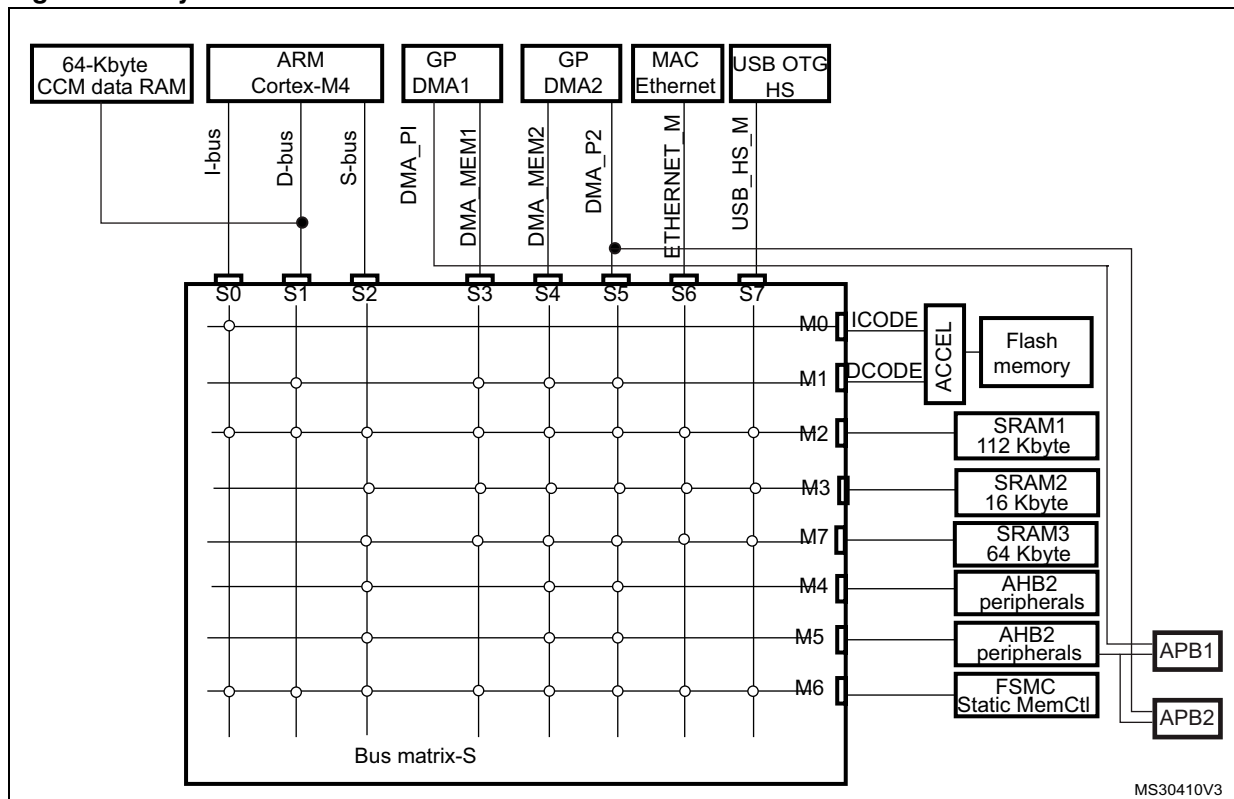 64-Kbyte
CCM data RAM
ARM
Cortex-M4
GP
DMA1
GP
DMA2
MAC
Ethernet
USB OTG
HS
I-bus
D-bus
S-bus
DMA_PI
DMA_MEM1
DMA_MEM2
DMA_P2
ETHERNET_M
USB_HS_M
S0
S1
S2
S3
S4
S5
S6
S7
M0
ICODE
M1
DCODE
ACCEL
Flash
memory
M2
SRAM1
112 Kbyte
M3
SRAM2
16 Kbyte
M7
SRAM3
64 Kbyte
M4
AHB2
peripherals
M5
AHB2
peripherals
APB1
M6
FSMC
Static MemCtl
APB2
Bus matrix-S
MS30410V3